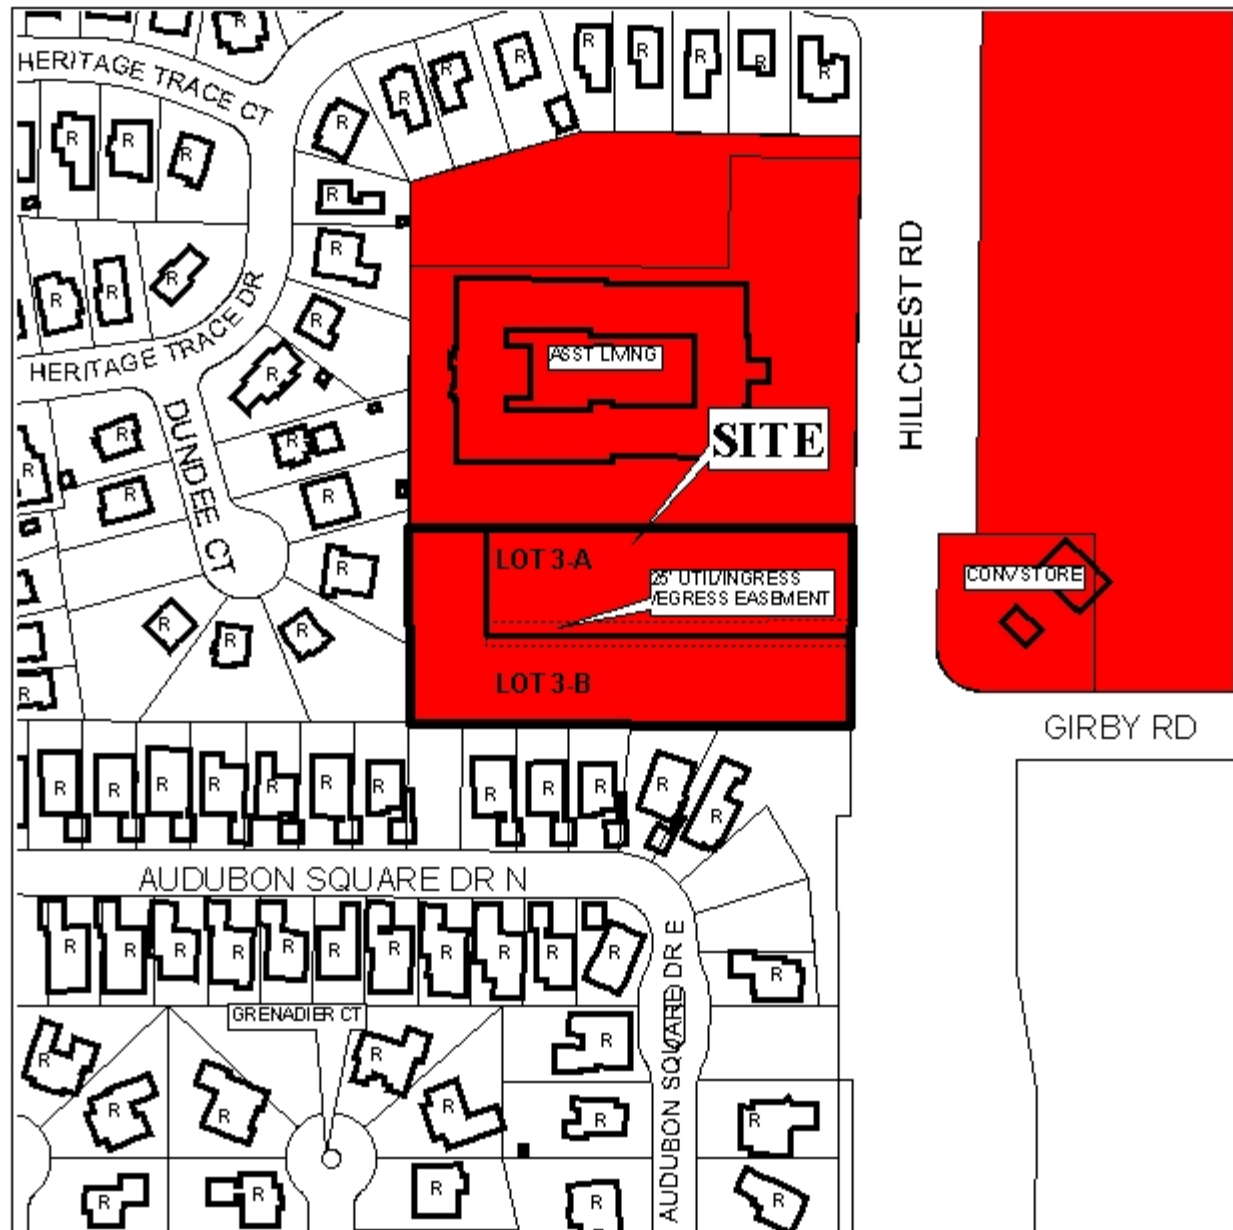 R
R
R
R
R
R
R
R
HERITAGE TRACE CT
R
R
R
R
R
R
R
R
R
R
R
R
R
HILLCREST RD
HERITAGE TRACE DR
R
ASST LIVING
DUNDEE CT
R
R
R
SITE
R
R
R
LOT 3-A
25' UTIL/INGRESS
/EGRESS EASEMENT
CONV STORE
R
R
R
R
R
LOT 3-B
GIRBY RD
R
R
R
R
R
R
R
R
R
R
R
R
AUDUBON SQUARE DR N
R
R
R
R
R
R
R
R
R
R
R
AUDUBON SQUARE DR E
R
GRENADIER CT
R
R
R
R
R
R
R
R
R
R
R
R
R
R